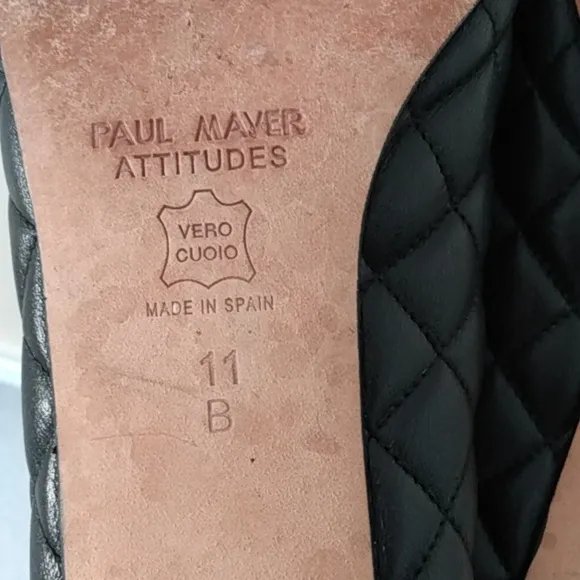 PAUL MAYER
ATTITUDES
VERO
CUOIO
MADE IN SPAIN
11
B